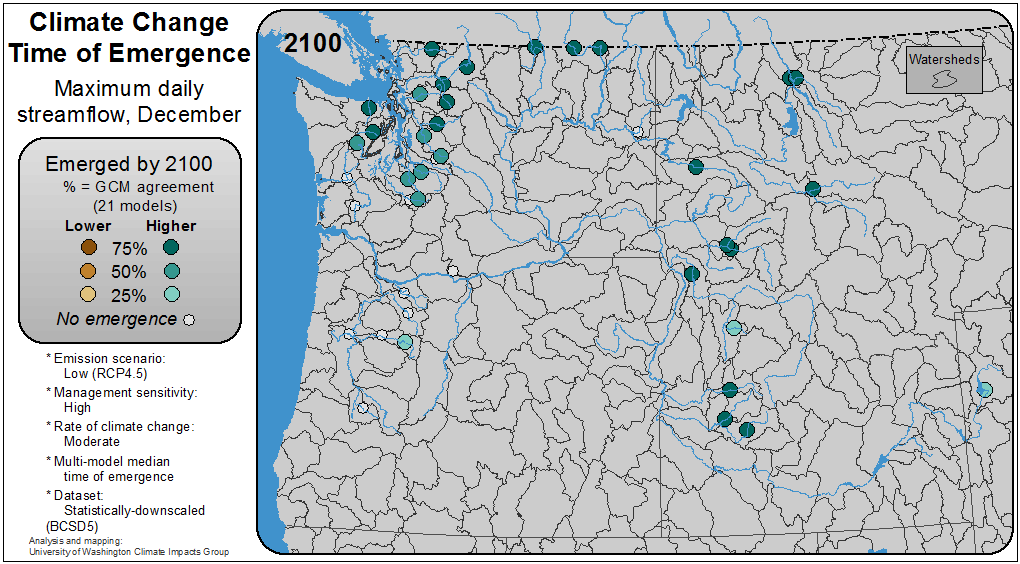 Climate Change
Time of Emergence
Maximum daily
streamflow, December
Emerged by 2100
% = GCM agreement
(21 models)
Lower Higher
75%
50%
25%
No emergence
* Emission scenario:
Low (RCP4.5)
* Management sensitivity:
High
* Rate of climate change:
Moderate
* Multi-model median
time of emergence
* Dataset:
Statistically-downscaled
(BCSD5)
Analysis and mapping:
University of Washington Climate Impacts Group
2100
Watersheds